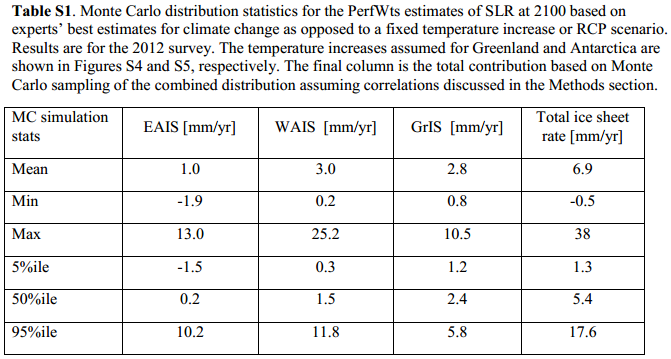 Table S1. Monte Carlo distribution statistics for the PerfWts estimates of SLR at 2100 based on
experts' best estimates for climate change as opposed to a fixed temperature increase or RCP scenario.
Results are for the 2012 survey. The temperature increases assumed for Greenland and Antarctica are
shown in Figures S4 and S5, respectively. The final column is the total contribution based on Monte
Carlo sampling of the combined distribution assuming correlations discussed in the Methods section.
MC simulation stats EAIS [mm/yr] WAIS [mm/yr] GrIS [mm/yr] Total ice sheet rate [mm/yr]
Mean 1.0 3.0 2.8 6.9
Min -1.9 0.2 0.8 -0.5
Max 13.0 25.2 10.5 38
5%ile -1.5 0.3 1.2 1.3
50%ile 0.2 1.5 2.4 5.4
95%ile 10.2 11.8 5.8 17.6